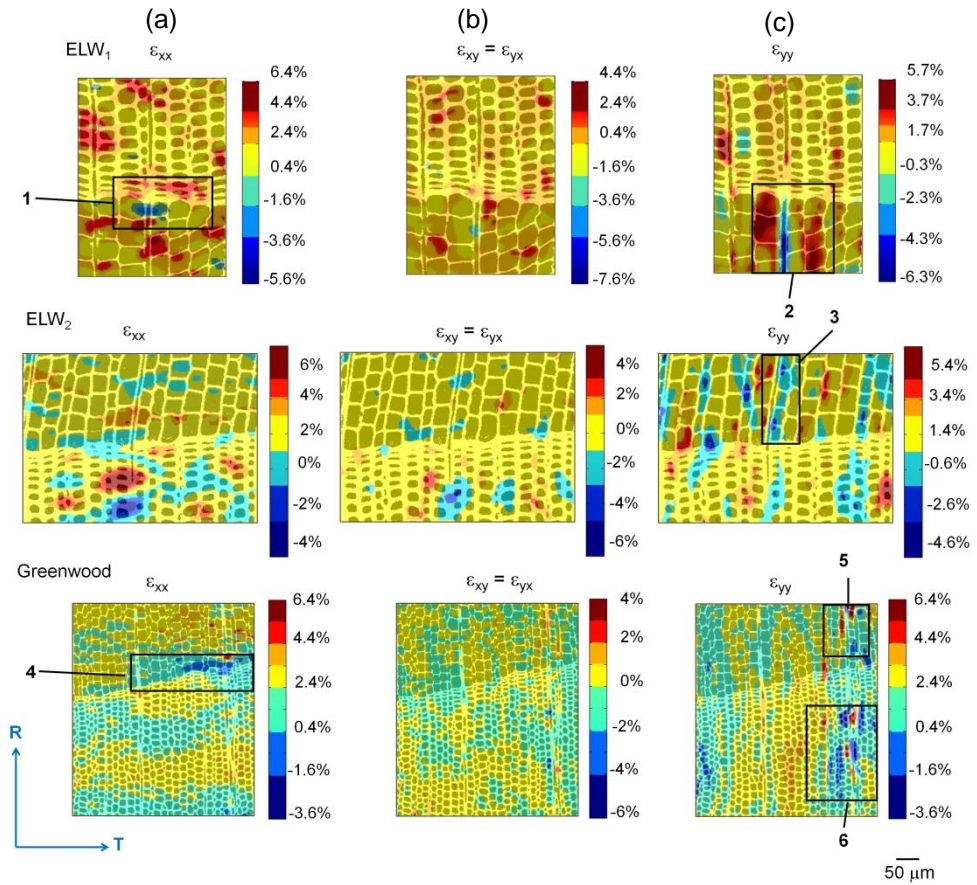 (a) (b) (c)
ELW₁ εxx εxy = εyx εyy
6.4% 4.4% 5.7%
4.4% 2.4% 3.7%
2.4% 0.4% 1.7%
0.4% -1.6% -0.3%
1 -1.6% -3.6% -2.3%
-3.6% -5.6% -4.3%
-5.6% -7.6% -6.3%
2 3
ELW₂ εxx εxy = εyx εyy
6% 4% 5.4%
4% 2% 3.4%
2% 0% 1.4%
0% -2% -0.6%
-2% -4% -2.6%
-4% -6% -4.6%
Greenwood εxx εxy = εyx εyy 5
6.4% 4% 6.4%
4.4% 2% 4.4%
4 2.4% 0% 2.4%
0.4% -2% 0.4%
-1.6% -4% -1.6%
-3.6% -6% -3.6%
R
T
6
50 μm